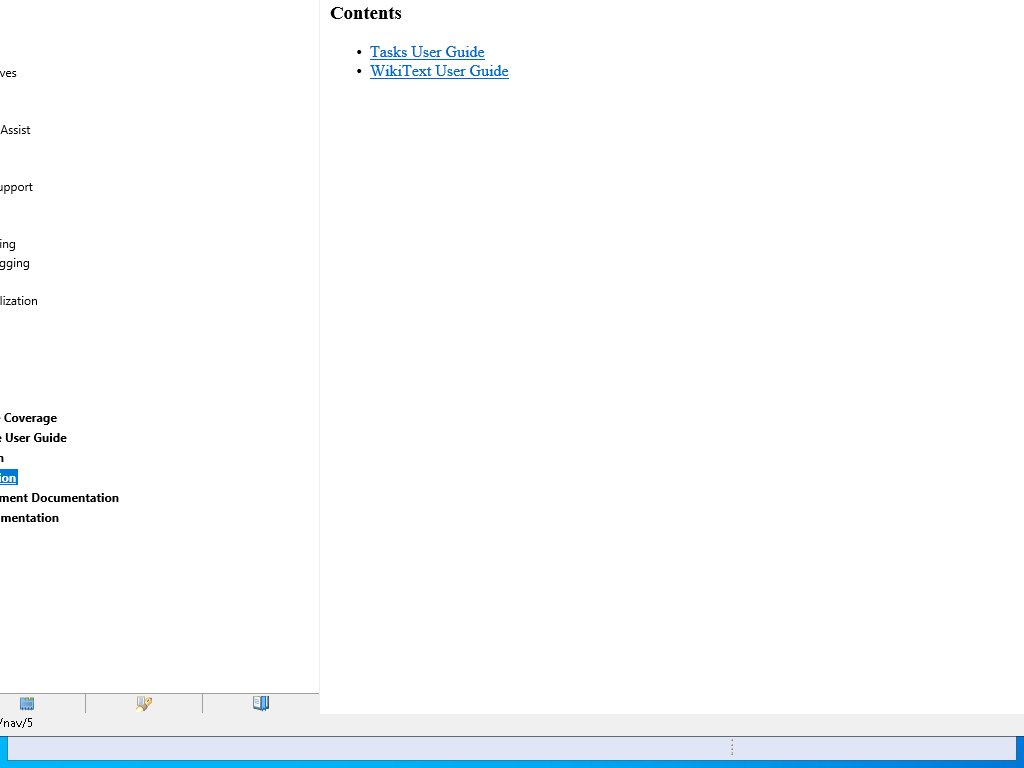 Contents
Tasks User Guide
WikiText User Guide
ves
Assist
upport
ing
gging
lization
Coverage
e User Guide
n
ion
ment Documentation
mentation
/nav/5